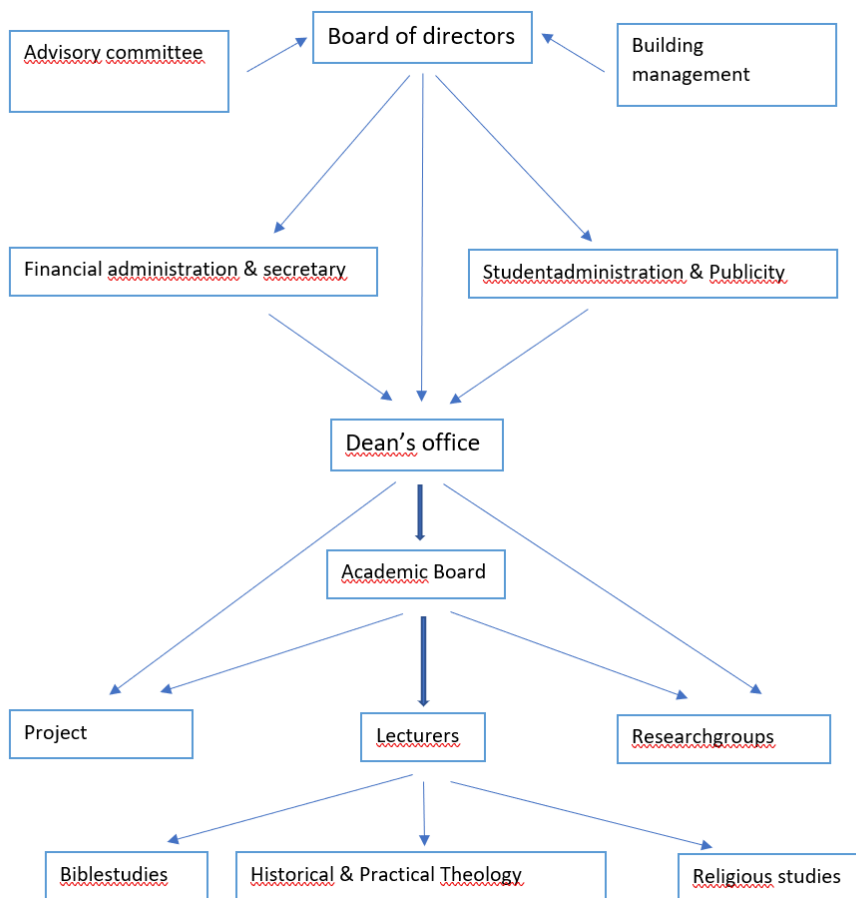 Advisory committee
Board of directors
Building
management
Financial administration & secretary
Studentadministration & Publicity
Dean’s office
Academic Board
Project
Lecturers
Researchgroups
Biblestudies
Historical & Practical Theology
Religious studies